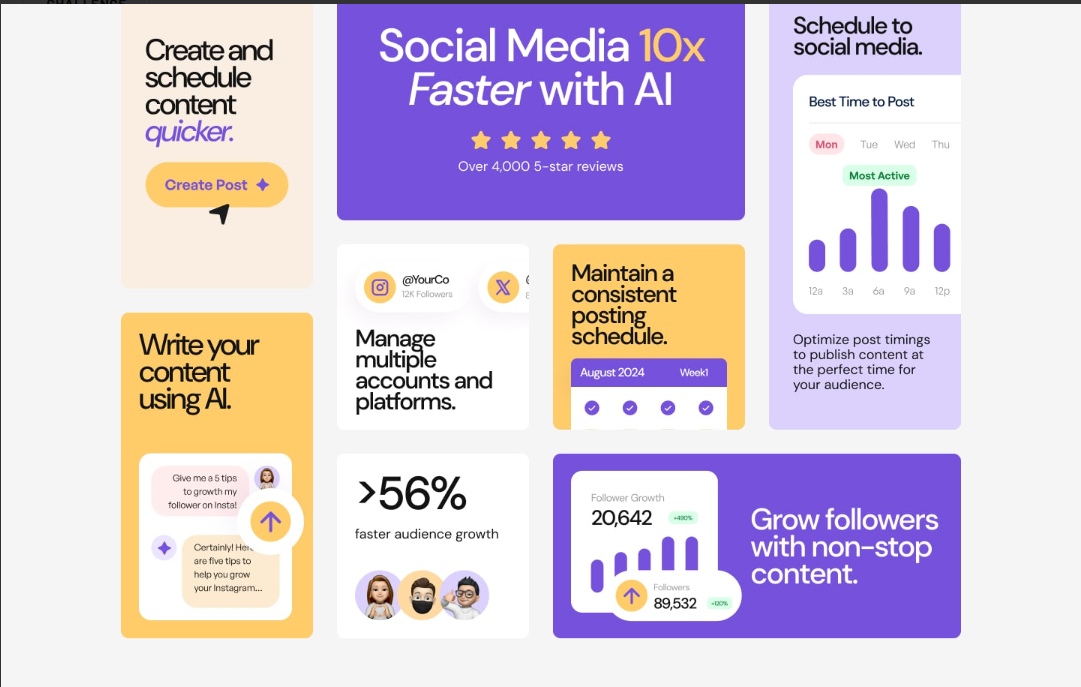 Create and
schedule
content
quicker.
Create Post
Social Media 10x
Faster with AI
Over 4,000 5-star reviews
Schedule to
social media.
Best Time to Post
Mon Tue Wed Thu
Most Active
12a 3a 6a 9a 12p
Optimize post timings
to publish content at
the perfect time for
your audience.
@YourCo
12K Followers
Manage
multiple
accounts and
platforms.
Maintain a
consistent
posting
schedule.
August 2024 Week1
Write your
content
using AI.
Give me a 5 tips
to growth my
follower on Insta!
Certainly!
are five tips to
help you grow
your Instagram...
>56%
faster audience growth
Follower Growth
20,642
Followers
89,532
Grow followers
with non-stop
content.